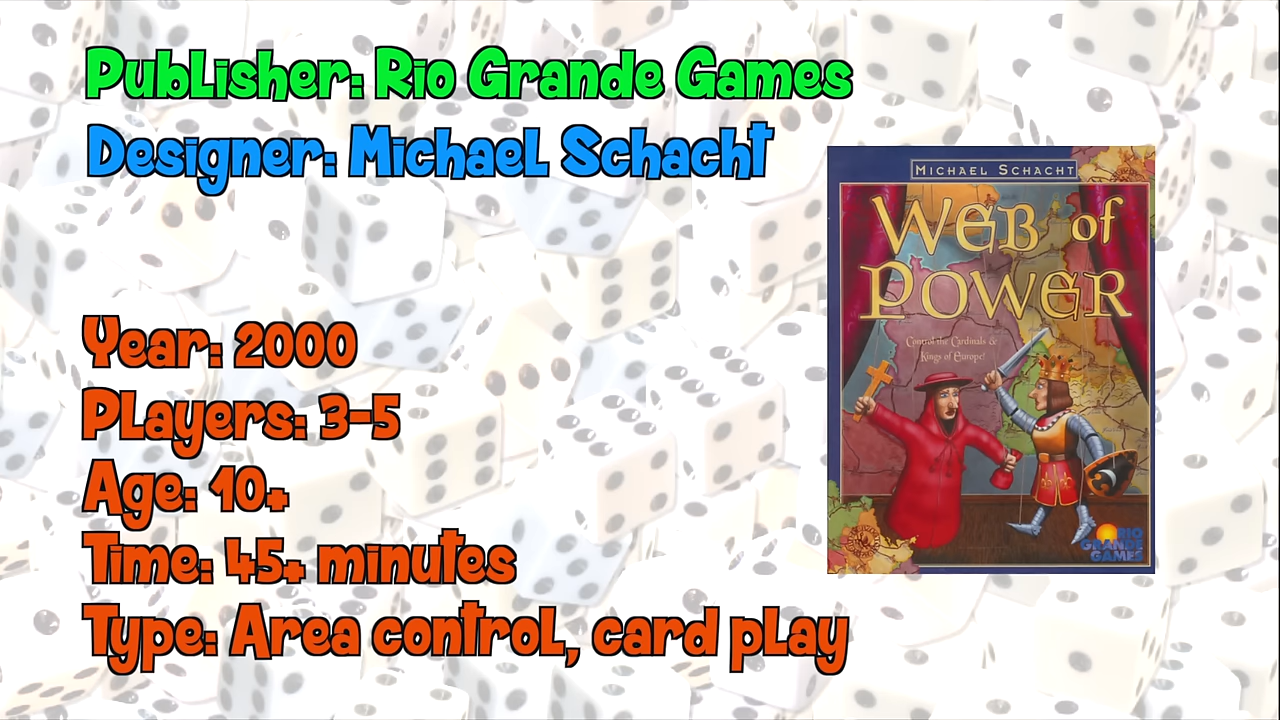 Publisher: Rio Grande Games
Designer: Michael Schacht
Year: 2000
Players: 3-5
Age: 10+
Time: 45+ minutes
Type: Area control, card play
MICHAEL SCHACHT
WEB of
POWER
Control the Cardinals &
Kings of Europe!
RIO
GRANDE
GAMES